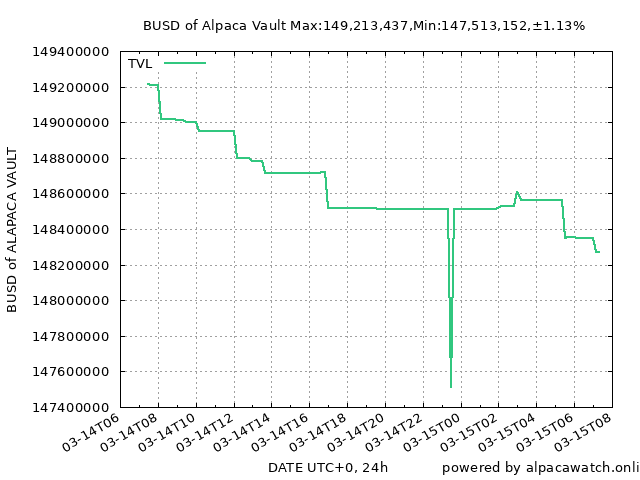 BUSD of Alpaca Vault Max:149,213,437,Min:147,513,152,±1.13%
TVL
149400000
149200000
149000000
148800000
148600000
148400000
148200000
148000000
147800000
147600000
147400000
BUSD of ALAPACA VAULT
03-14T06
03-14T08
03-14T10
03-14T12
03-14T14
03-14T16
03-14T18
03-14T20
03-14T22
03-15T00
03-15T02
03-15T04
03-15T06
03-15T08
DATE UTC+0, 24h
powered by alpacawatch.onli